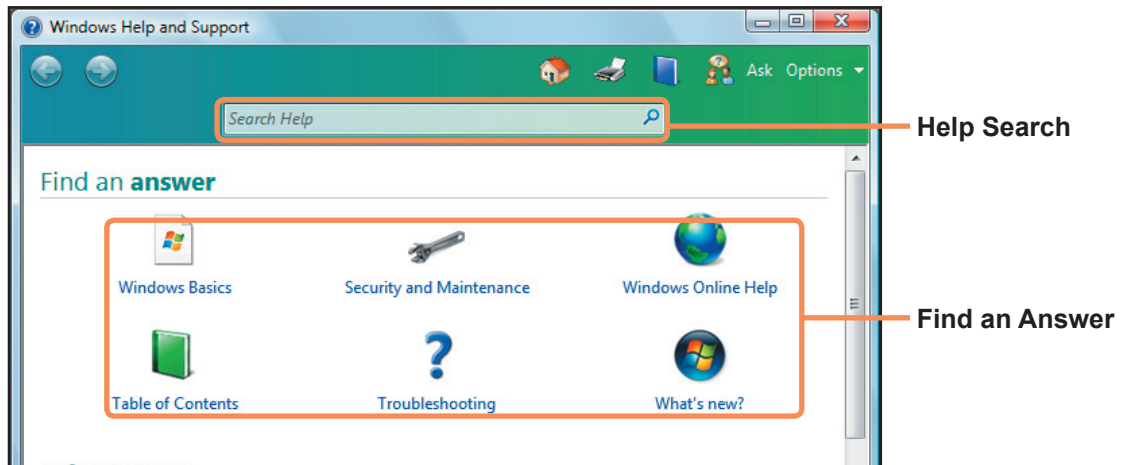 Windows Help and Support
Ask Options
Search Help
Help Search
Find an answer
Windows Basics
Security and Maintenance
Windows Online Help
Find an Answer
Table of Contents
Troubleshooting
What's new?